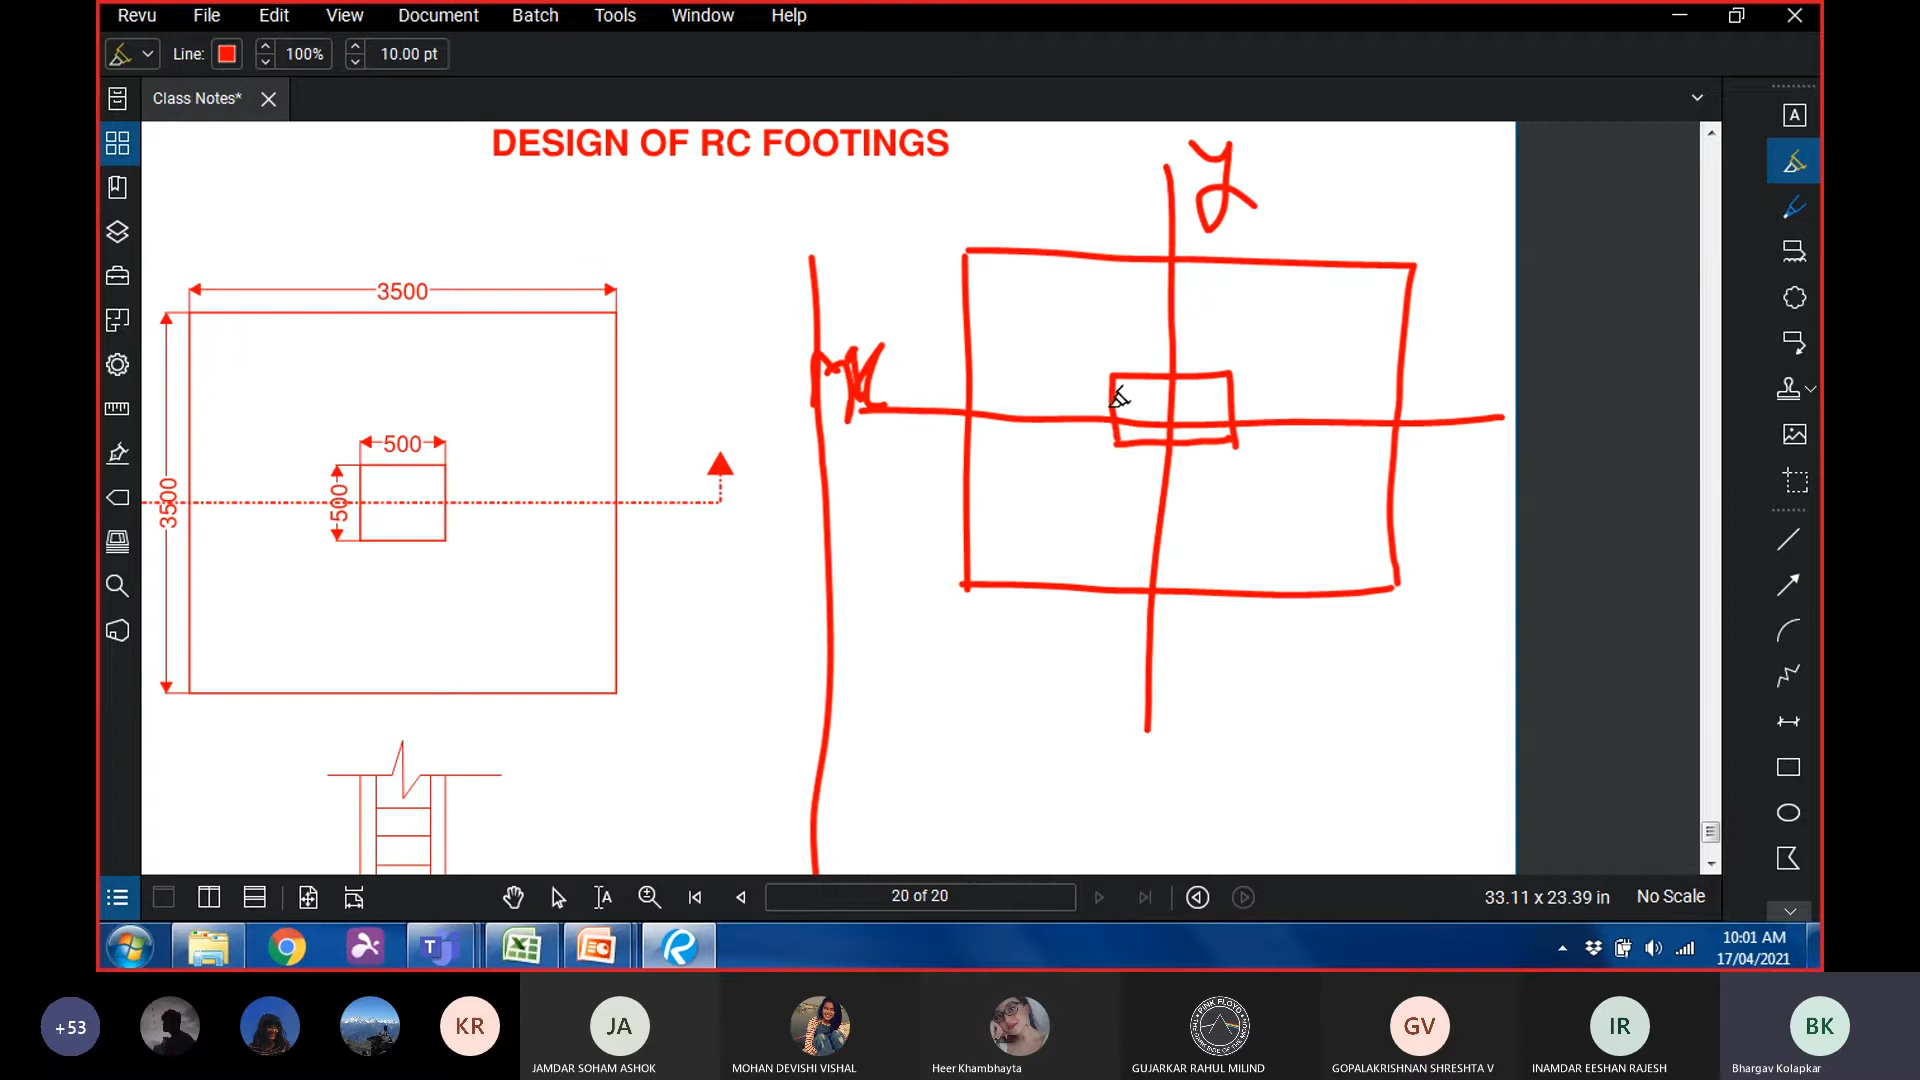 Revu File Edit View Document Batch Tools Window Help
Line: 100% 10.00 pt
Class Notes*
A
DESIGN OF RC FOOTINGS
y
3500
500
500
3500
A
20 of 20
33.11 x 23.39 in No Scale
T
10:01 AM
17/04/2021
+53
KR
JA
GV
IR
BK
PINK FLOYD
JAMDAR SOHAM ASHOK
MOHAN DEVISHI VISHAL
Heer Khambhayta
GUJARKAR RAHUL MILIND
GOPALAKRISHNAN SHRESHTA V
INAMDAR EESHAN RAJESH
Bhargav Kolapkar